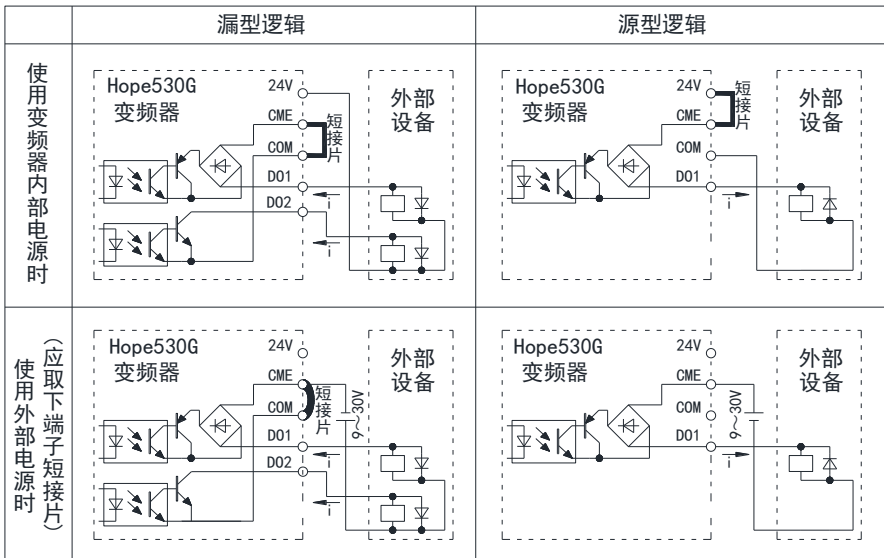 漏型逻辑
源型逻辑
使用变频器内部电源时
Hope530G
变频器
24V
CME
COM
DO1
DO2
短接片
i
i
外部
设备
Hope530G
变频器
24V
CME
COM
DO1
短接片
i
外部
设备
使用外部电源时
（应取下端子短接片）
Hope530G
变频器
24V
CME
COM
DO1
DO2
短接片
9～30V
i
i
外部
设备
Hope530G
变频器
24V
CME
COM
DO1
9～30V
i
外部
设备